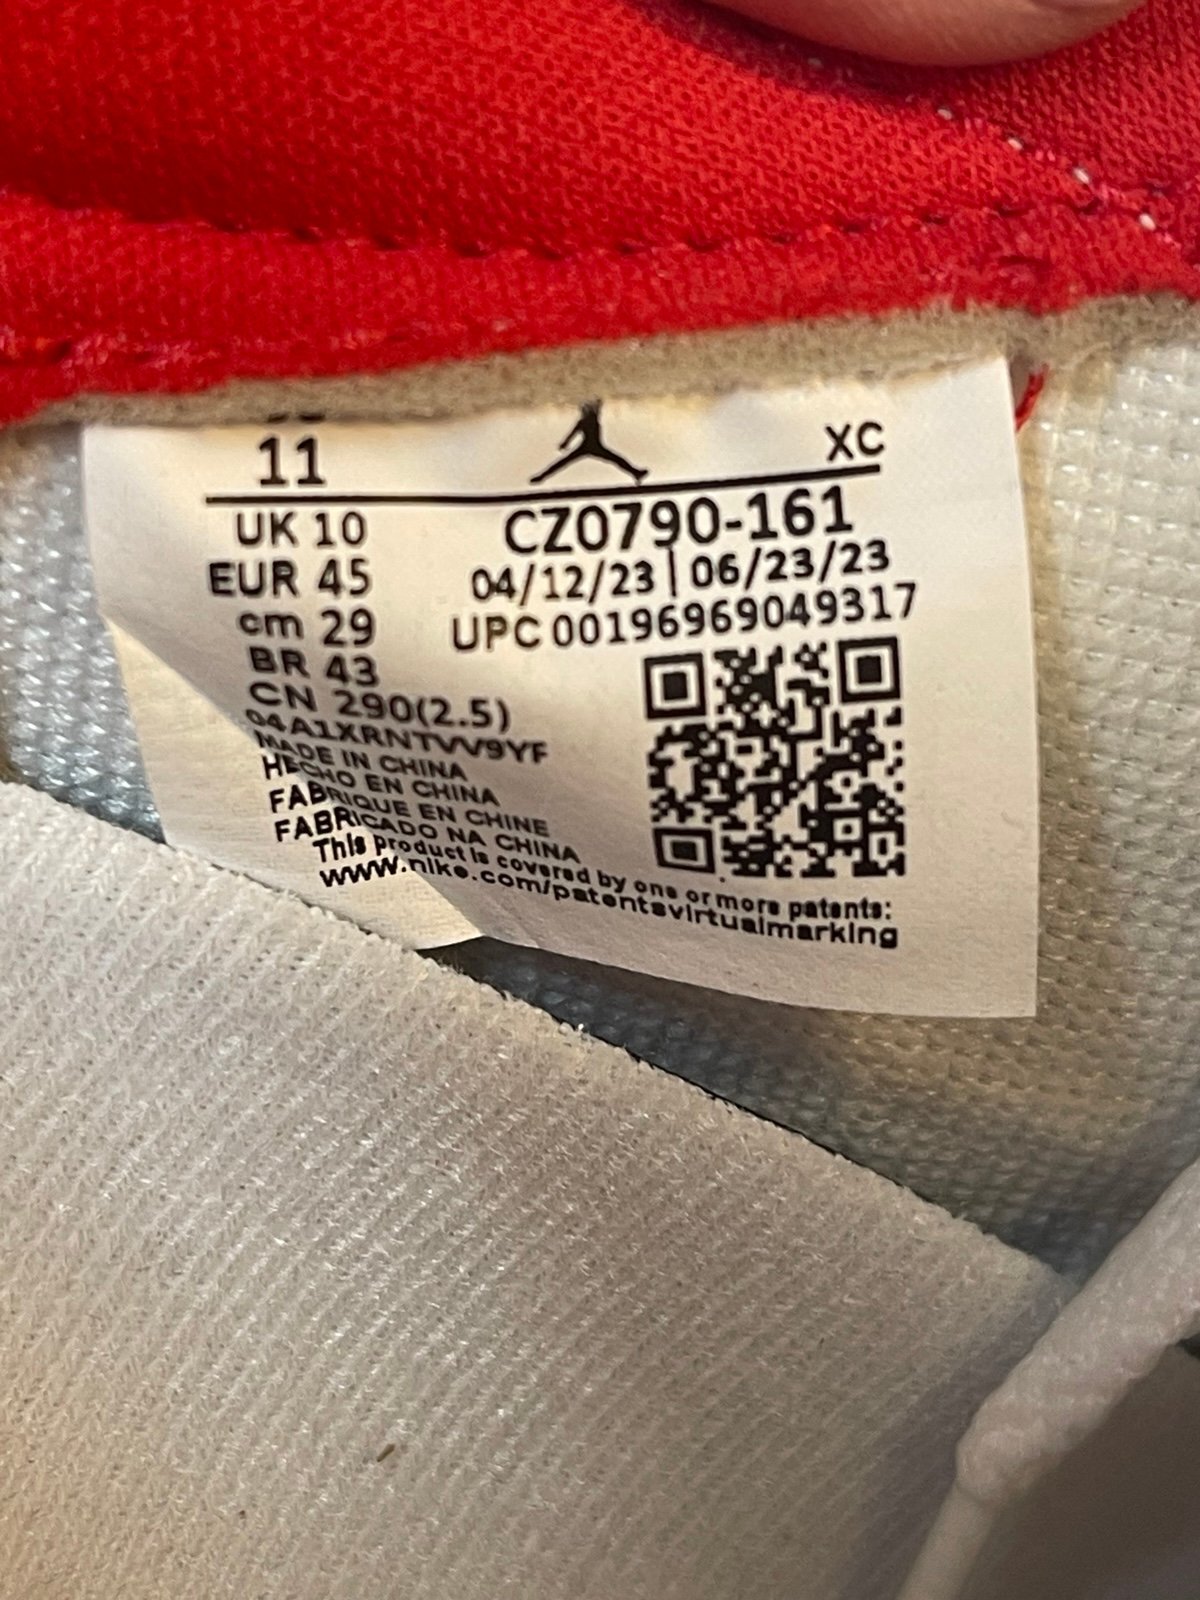 11
XC
UK 10
EUR 45
cm 29
BR 43
CN 290(2.5)
CZ0790-161
04/12/23 | 06/23/23
UPC 00196969049317
04A1XRNTVV9YF
MADE IN CHINA
HECHO EN CHINA
FABRIQUE EN CHINE
FABRICADO NA CHINA
This product is covered by one or more patents:
www.nike.com/patentsvirtualmarking